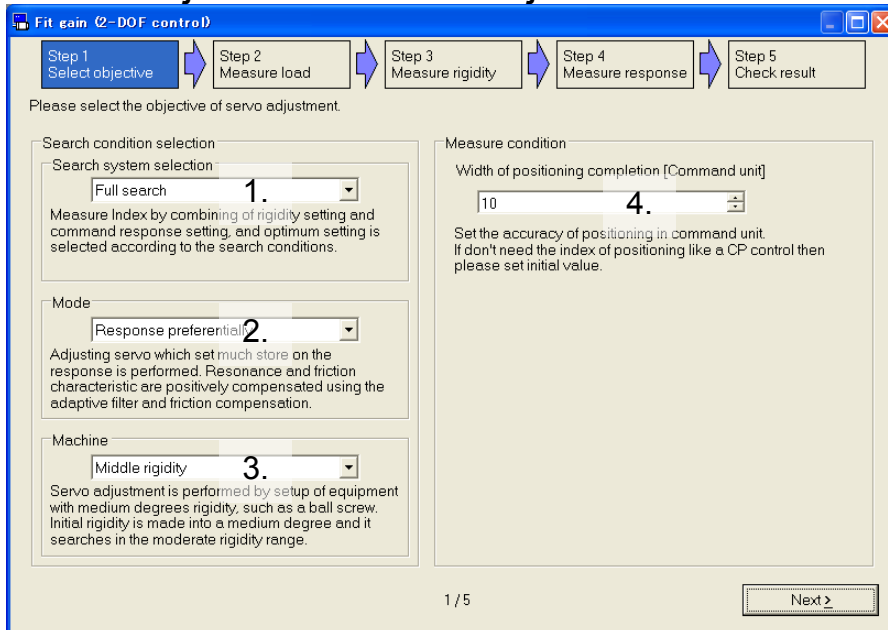 Fit gain (2-DOF control)
Step 1
Select objective
Step 2
Measure load
Step 3
Measure rigidity
Step 4
Measure response
Step 5
Check result
Please select the objective of servo adjustment.
Search condition selection
Search system selection
Full search
1.
Measure Index by combining of rigidity setting and
command response setting, and optimum setting is
selected according to the search conditions.
Mode
Response preferentially
2.
Adjusting servo which set much store on the
response is performed. Resonance and friction
characteristic are positively compensated using the
adaptive filter and friction compensation.
Machine
Middle rigidity
3.
Servo adjustment is performed by setup of equipment
with medium degrees rigidity, such as a ball screw.
Initial rigidity is made into a medium degree and it
searches in the moderate rigidity range.
Measure condition
Width of positioning completion [Command unit]
10
4.
Set the accuracy of positioning in command unit.
If don't need the index of positioning like a CP control then
please set initial value.
1 / 5
Next >